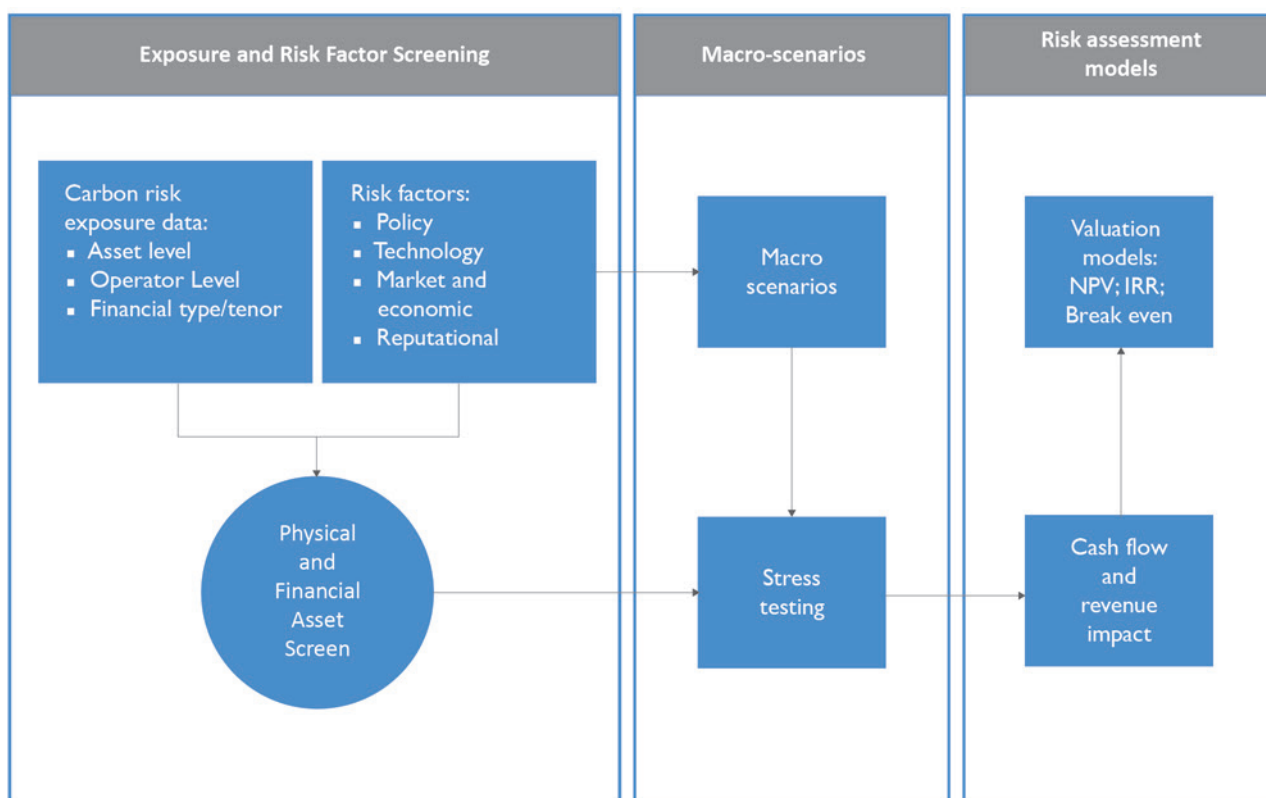 Exposure and Risk Factor Screening
Macro-scenarios
Risk assessment
models
Carbon risk
exposure data:
▪ Asset level
▪ Operator Level
▪ Financial type/tenor
Risk factors:
▪ Policy
▪ Technology
▪ Market and
economic
▪ Reputational
Macro
scenarios
Valuation
models:
NPV; IRR;
Break even
Physical
and
Financial
Asset
Screen
Stress
testing
Cash flow
and
revenue
impact